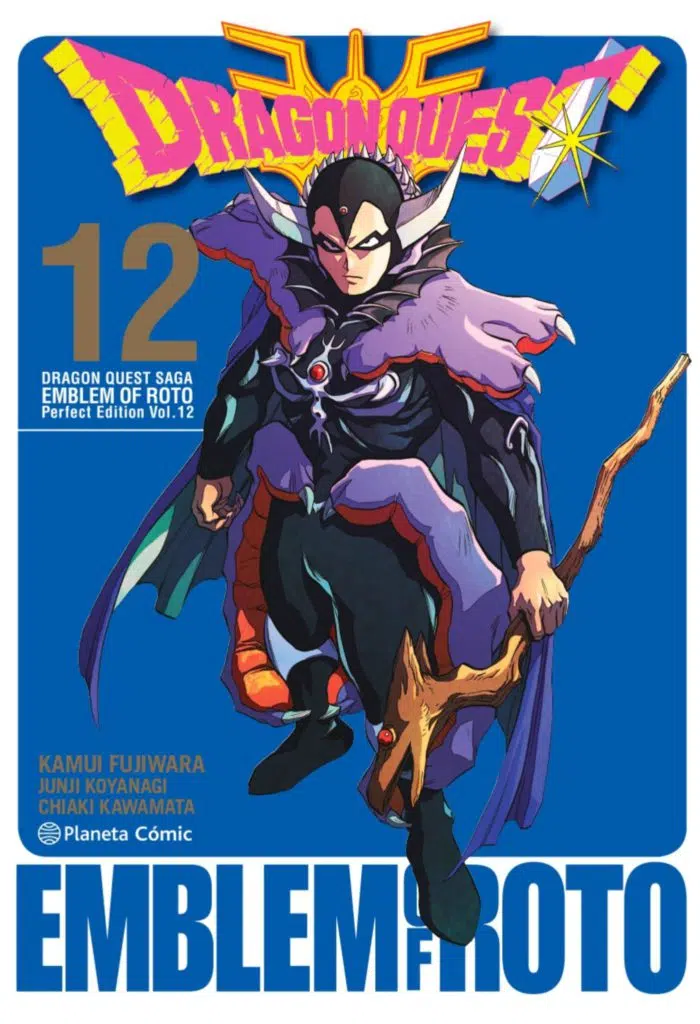 DRAGON QUEST
12
DRAGON QUEST SAGA
EMBLEM OF ROTO
Perfect Edition Vol.12
KAMUI FUJIWARA
JUNJI KOYANAGI
CHIAKI KAWAMATA
Planeta Cómic
EMBLEM OF ROTO